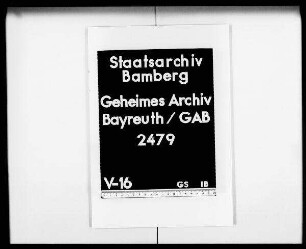 Staatsarchiv
Bamberg
Geheimes Archiv
Bayreuth / GAB
2479
V-16 GS IB